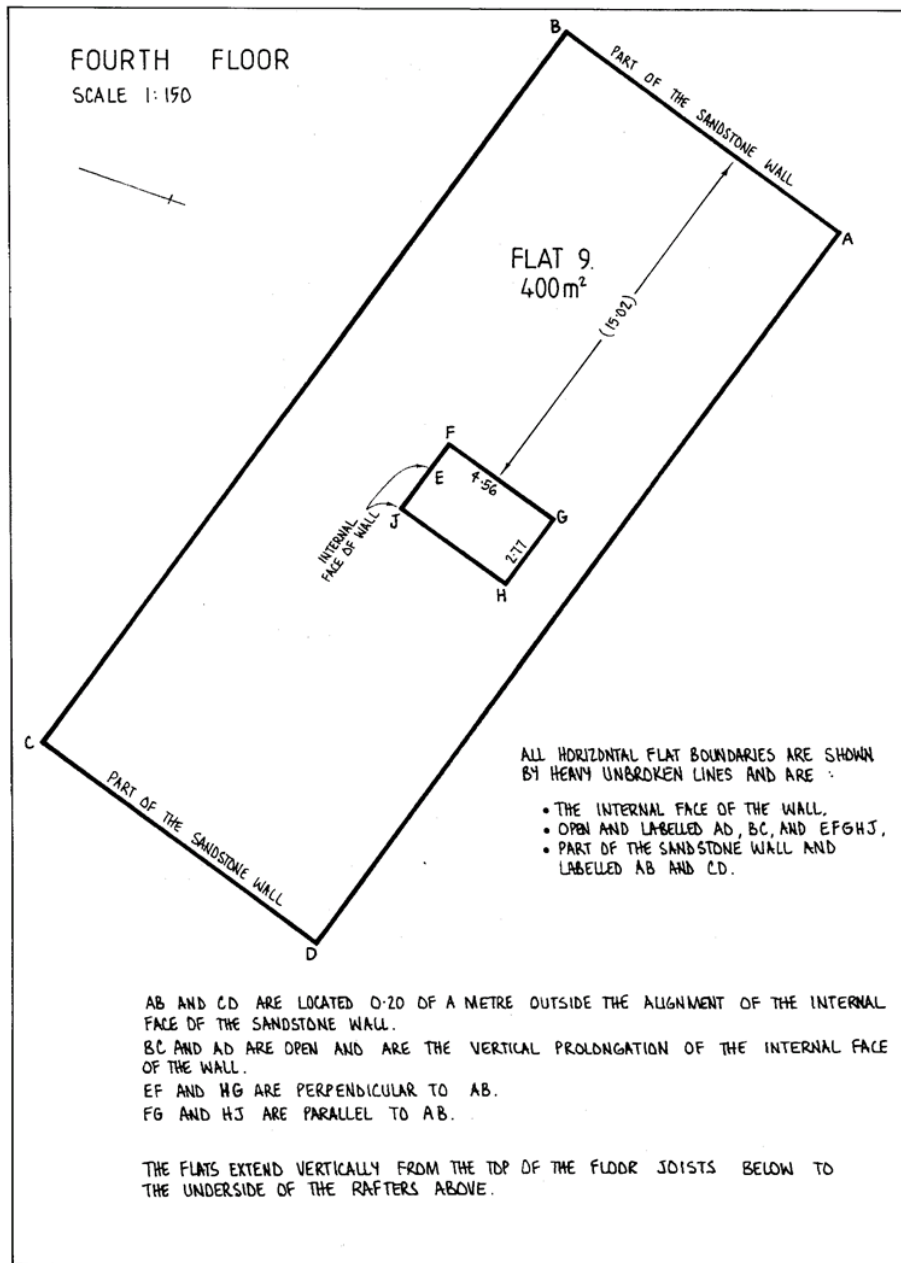 FOURTH FLOOR
SCALE 1:150
B
PART OF THE SANDSTONE WALL
A
FLAT 9.
400m²
(15·02)
F
E
4·56
G
J
INTERNAL
FACE OF WALL
2·77
H
C
PART OF THE SANDSTONE WALL
D
ALL HORIZONTAL FLAT BOUNDARIES ARE SHOWN
BY HEAVY UNBROKEN LINES AND ARE :
• THE INTERNAL FACE OF THE WALL,
• OPEN AND LABELLED AD, BC, AND EFGHJ,
• PART OF THE SANDSTONE WALL AND
LABELLED AB AND CD.
AB AND CD ARE LOCATED 0·20 OF A METRE OUTSIDE THE ALIGNMENT OF THE INTERNAL
FACE OF THE SANDSTONE WALL.
BC AND AD ARE OPEN AND ARE THE VERTICAL PROLONGATION OF THE INTERNAL FACE
OF THE WALL.
EF AND HG ARE PERPENDICULAR TO AB.
FG AND HJ ARE PARALLEL TO AB.
THE FLATS EXTEND VERTICALLY FROM THE TOP OF THE FLOOR JOISTS BELOW TO
THE UNDERSIDE OF THE RAFTERS ABOVE.